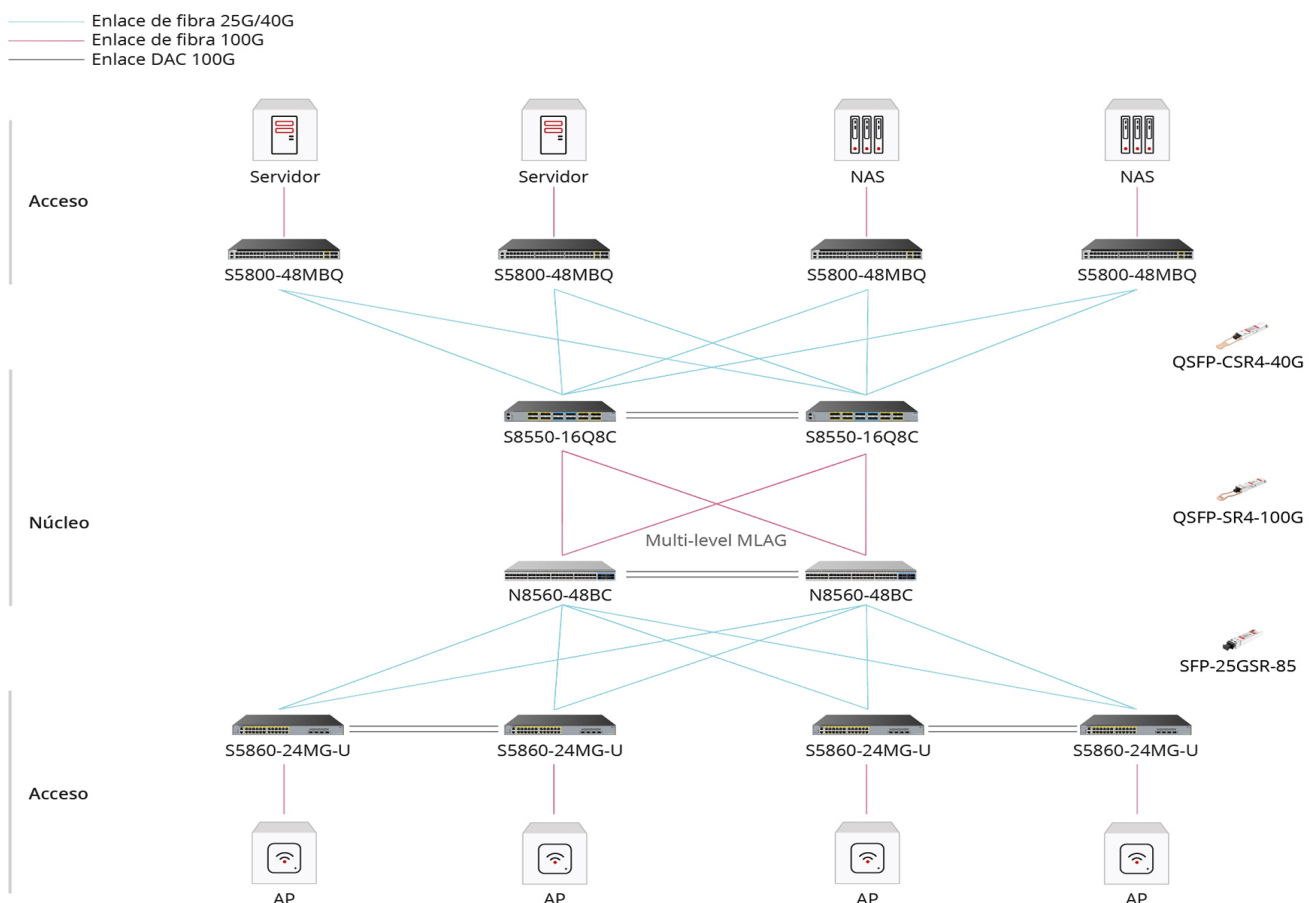 Enlace de fibra 25G/40G
Enlace de fibra 100G
Enlace DAC 100G
Servidor
Servidor
NAS
NAS
Acceso
S5800-48MBQ
S5800-48MBQ
S5800-48MBQ
S5800-48MBQ
QSFP-CSR4-40G
S8550-16Q8C
S8550-16Q8C
QSFP-SR4-100G
Núcleo
Multi-level MLAG
N8560-48BC
N8560-48BC
SFP-25GSR-85
S5860-24MG-U
S5860-24MG-U
S5860-24MG-U
S5860-24MG-U
Acceso
AP
AP
AP
AP